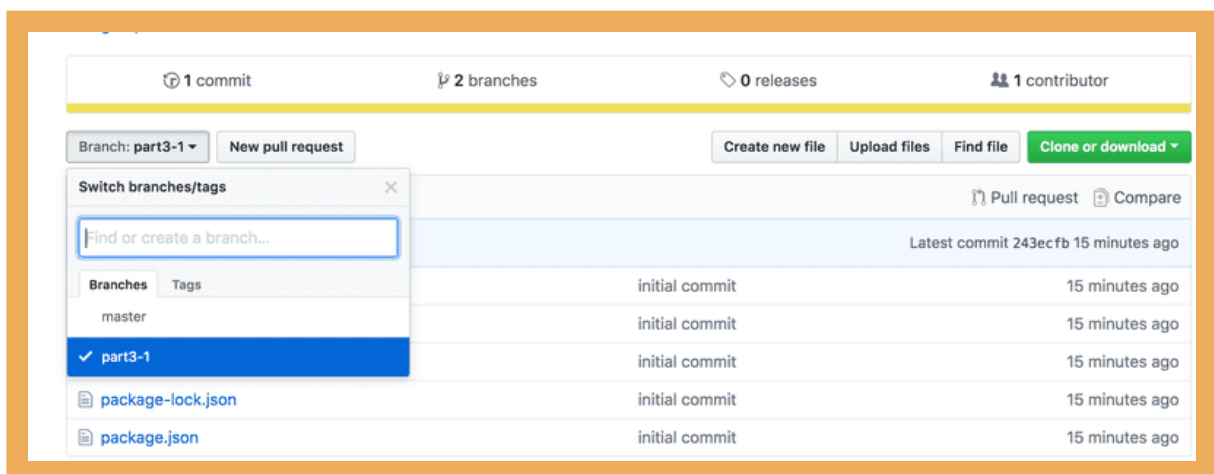 1 commit 2 branches 0 releases 1 contributor
Branch: part3-1 New pull request Create new file Upload files Find file Clone or download
Switch branches/tags
Pull request Compare
Find or create a branch...
Latest commit 243ecfb 15 minutes ago
Branches Tags
initial commit 15 minutes ago
master
initial commit 15 minutes ago
part3-1
initial commit 15 minutes ago
package-lock.json initial commit 15 minutes ago
package.json initial commit 15 minutes ago